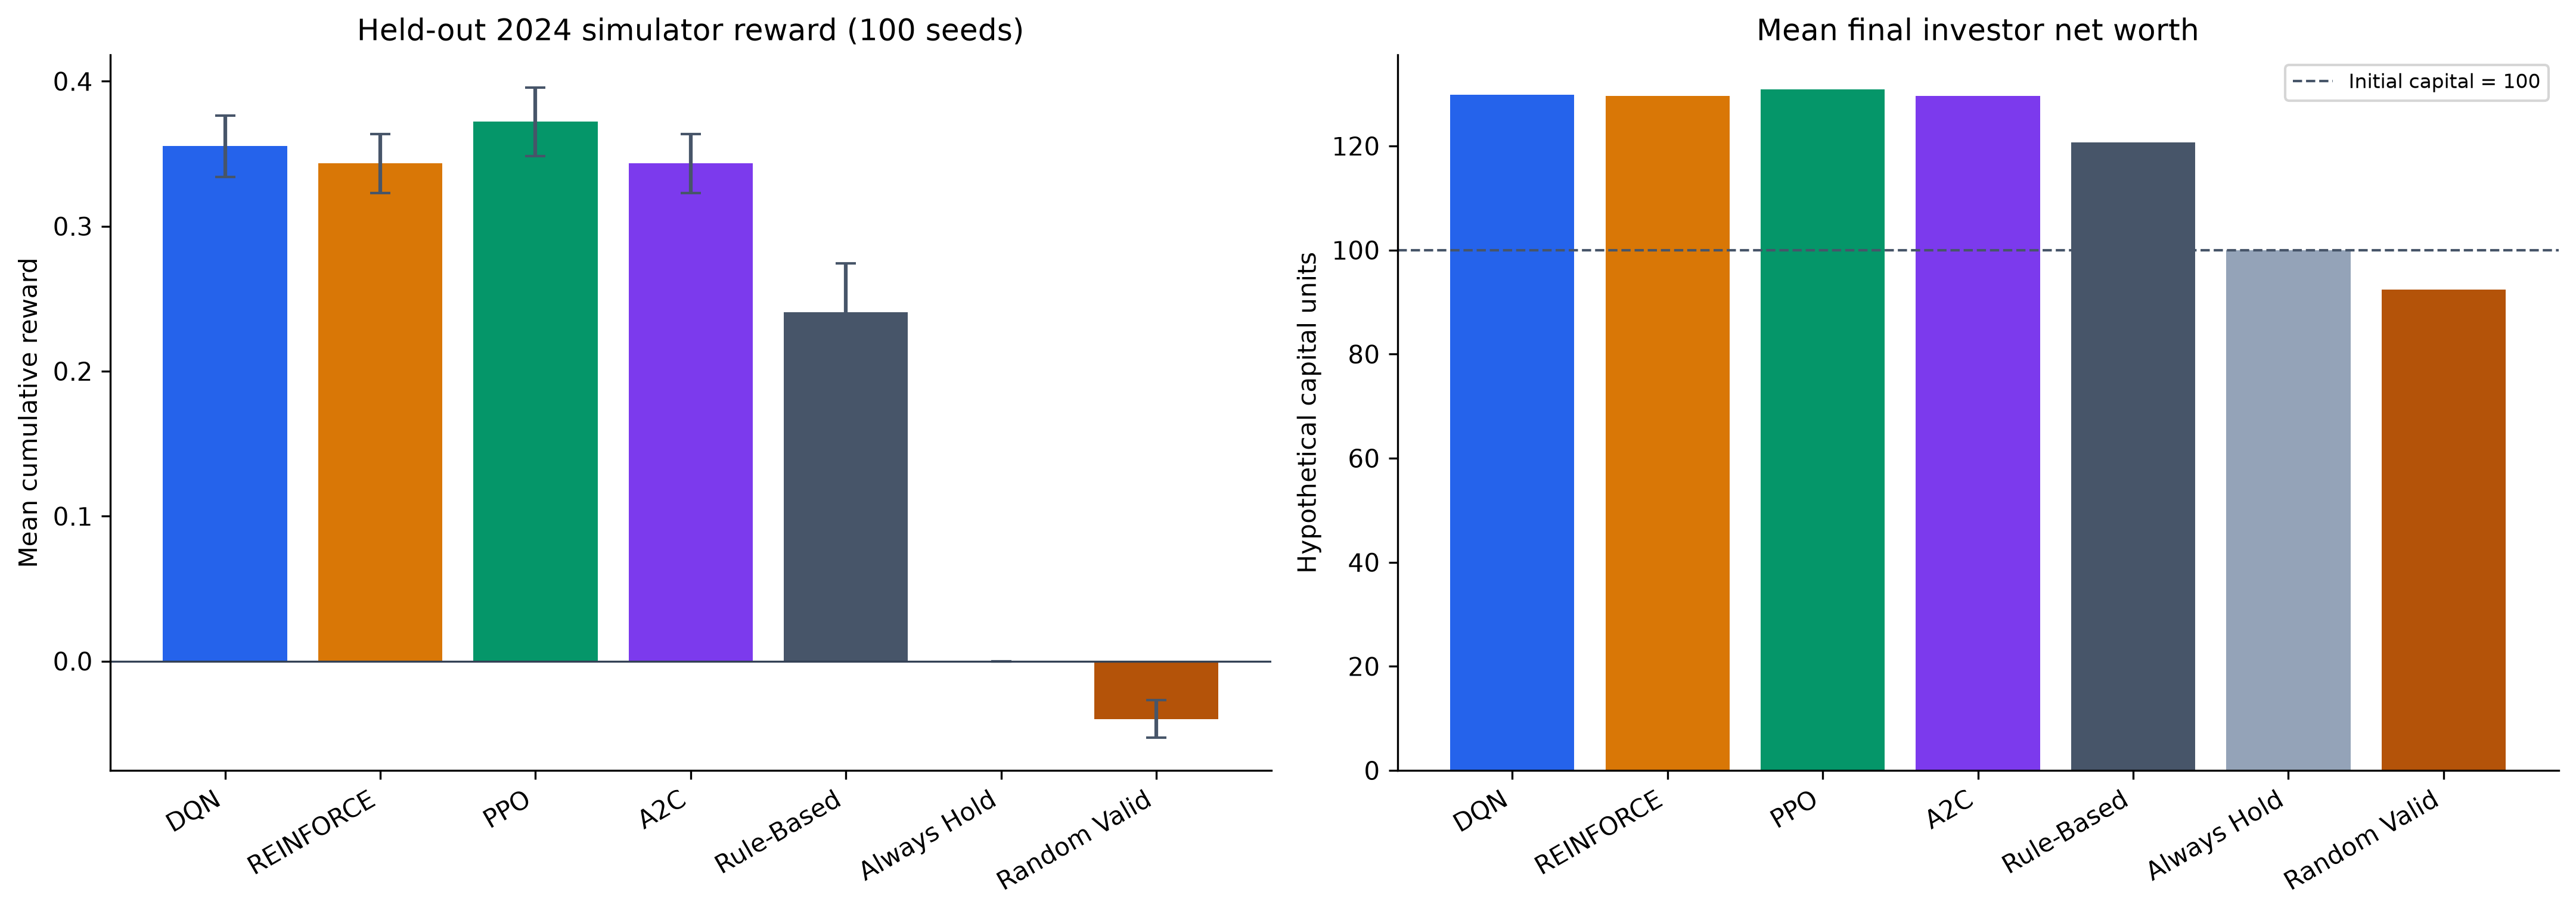 Held-out 2024 simulator reward (100 seeds)
Mean cumulative reward
0.4
0.3
0.2
0.1
0.0
DQN
REINFORCE
PPO
A2C
Rule-Based
Always Hold
Random Valid
Mean final investor net worth
Initial capital = 100
Hypothetical capital units
120
100
80
60
40
20
0
DQN
REINFORCE
PPO
A2C
Rule-Based
Always Hold
Random Valid